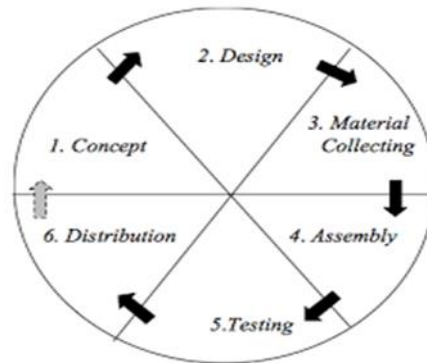 1. Concept
2. Design
3. Material
Collecting
4. Assembly
5.Testing
6. Distribution